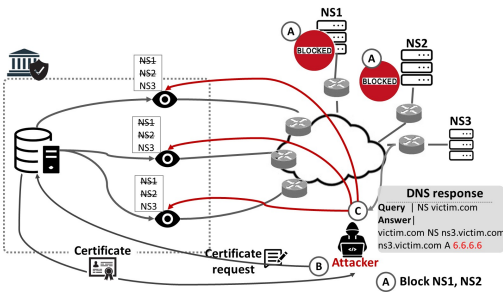 NS1
A
BLOCKED
A
NS2
BLOCKED
NS1
NS2
NS3
NS1
NS2
NS3
NS3
NS1
NS2
NS3
DNS response
Query | NS victim.com
Answer|
victim.com NS ns3.victim.com
ns3.victim.com A 6.6.6.6
C
</>
Attacker
Certificate
Certificate
request
B
A Block NS1, NS2